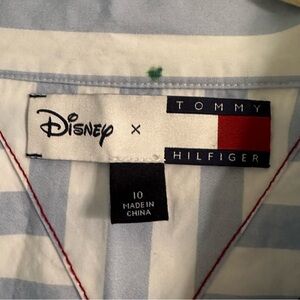 Disney x
TOMMY
HILFIGER
10
MADE IN
CHINA